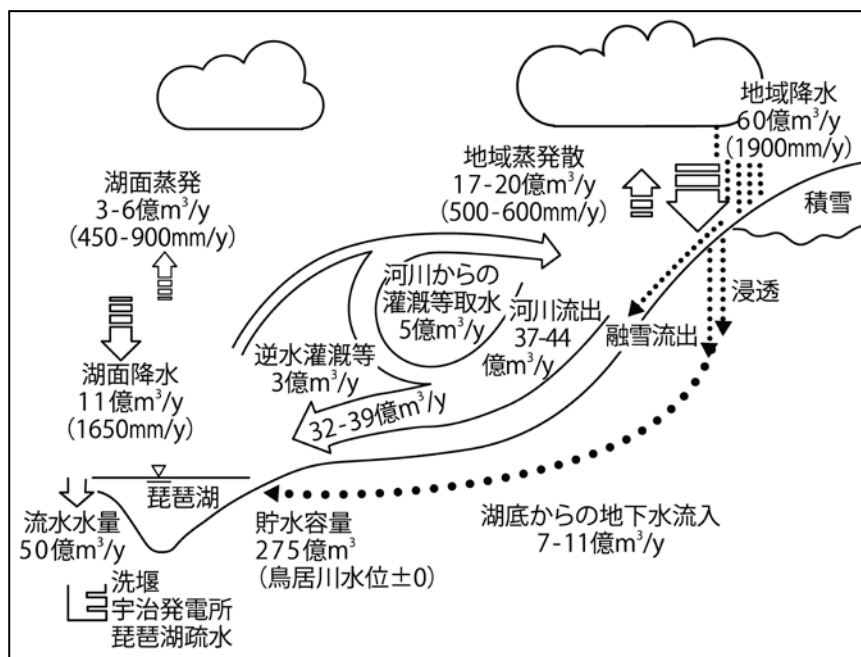 地域降水
60億m³/y
(1900mm/y)
地域蒸発散
17-20億m³/y
(500-600mm/y)
湖面蒸発
3-6億m³/y
(450-900mm/y)
積雪
河川からの
灌漑等取水
5億m³/y
浸透
河川流出
37-44
億m³/y
融雪流出
逆水灌漑等
3億m³/y
湖面降水
11億m³/y
(1650mm/y)
32-39億m³/y
琵琶湖
流水水量
50億m³/y
貯水容量
275億m³
(鳥居川水位±0)
湖底からの地下水流入
7-11億m³/y
洗堰
宇治発電所
琵琶湖疏水